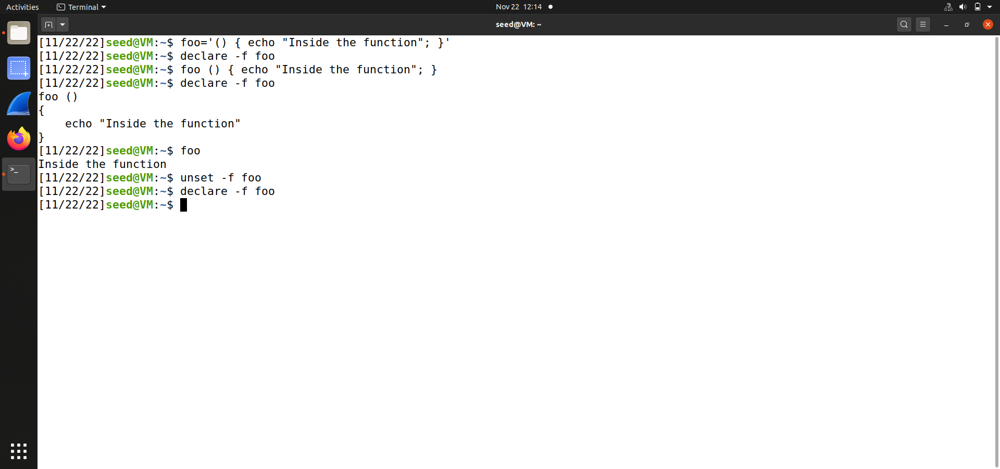 Activities
Terminal
Nov 22 12:14
seed@VM: ~
[11/22/22]seed@VM:~$ foo='() { echo "Inside the function"; }'
[11/22/22]seed@VM:~$ declare -f foo
[11/22/22]seed@VM:~$ foo () { echo "Inside the function"; }
[11/22/22]seed@VM:~$ declare -f foo
foo ()
{
    echo "Inside the function"
}
[11/22/22]seed@VM:~$ foo
Inside the function
[11/22/22]seed@VM:~$ unset -f foo
[11/22/22]seed@VM:~$ declare -f foo
[11/22/22]seed@VM:~$